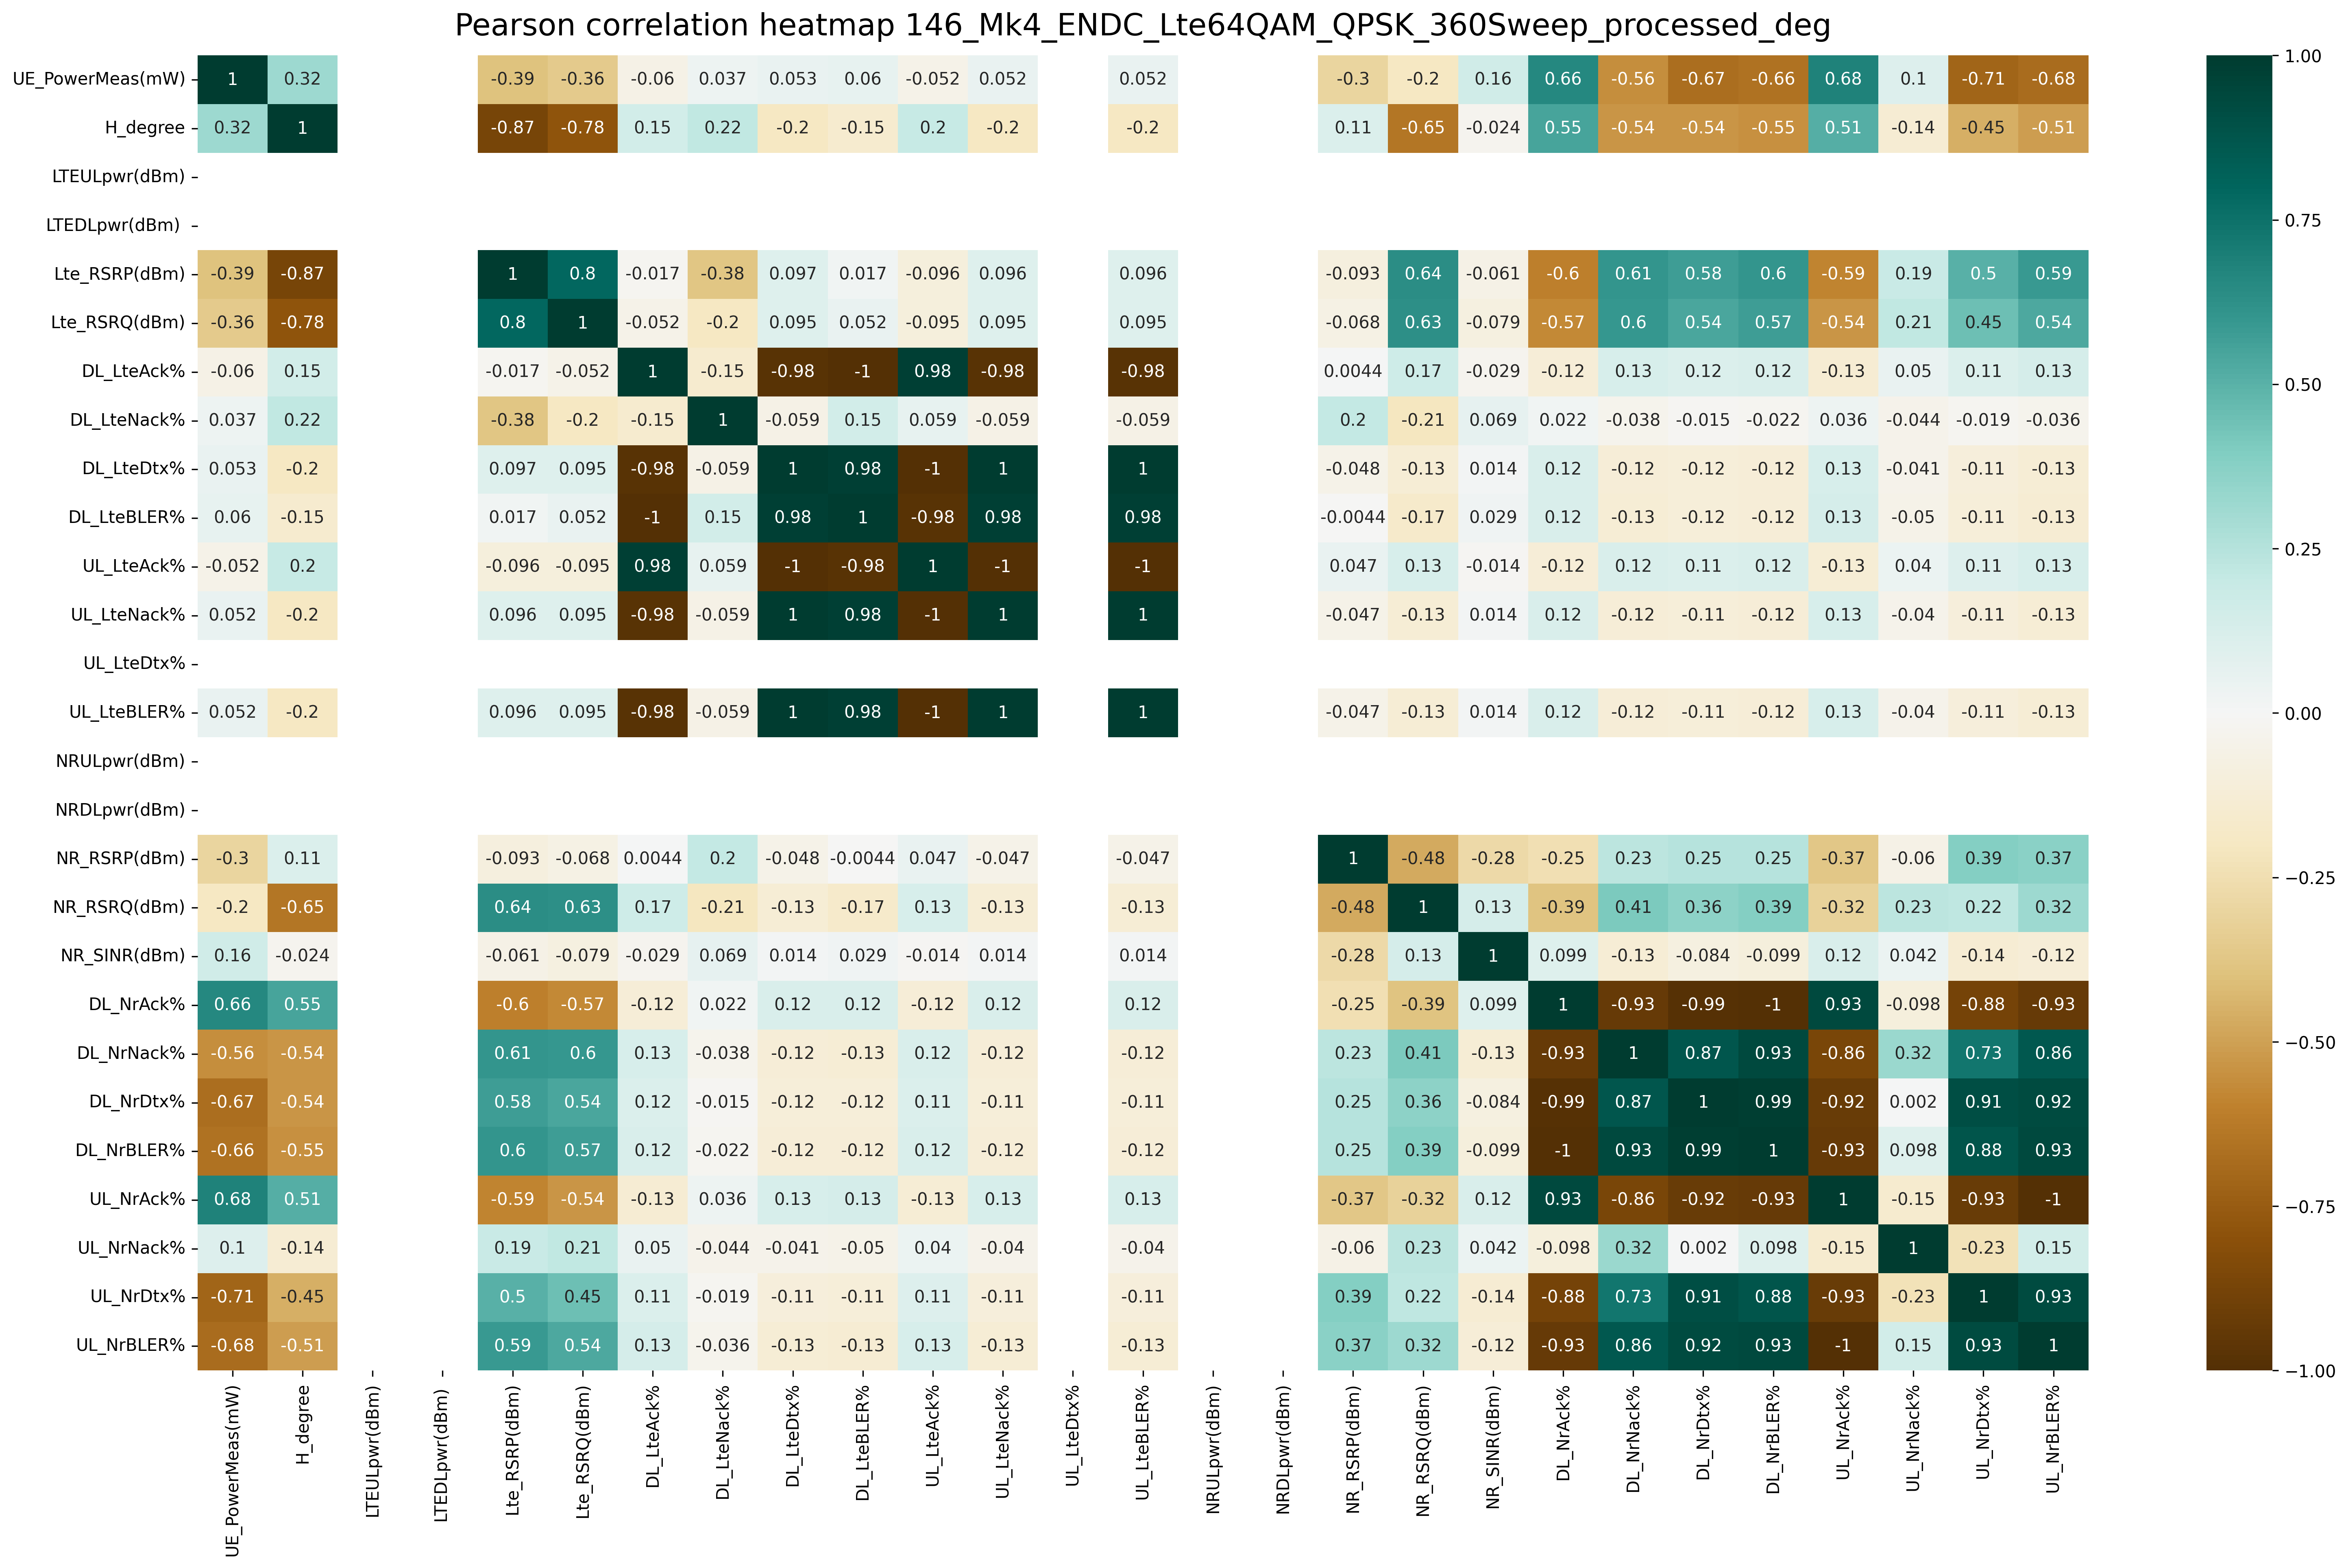 Pearson correlation heatmap 146_Mk4_ENDC_Lte64QAM_QPSK_360Sweep_processed_deg
UE_PowerMeas(mW) 1 0.32 -0.39 -0.36 -0.06 0.037 0.053 0.06 -0.052 0.052 0.052 -0.3 -0.2 0.16 0.66 -0.56 -0.67 -0.66 0.68 0.1 -0.71 -0.68
H_degree 0.32 1 -0.87 -0.78 0.15 0.22 -0.2 -0.15 0.2 -0.2 -0.2 0.11 -0.65 -0.024 0.55 -0.54 -0.54 -0.55 0.51 -0.14 -0.45 -0.51
LTEULpwr(dBm)
LTEDLpwr(dBm)
Lte_RSRP(dBm) -0.39 -0.87 1 0.8 -0.017 -0.38 0.097 0.017 -0.096 0.096 0.096 -0.093 0.64 -0.061 -0.6 0.61 0.58 0.6 -0.59 0.19 0.5 0.59
Lte_RSRQ(dBm) -0.36 -0.78 0.8 1 -0.052 -0.2 0.095 0.052 -0.095 0.095 0.095 -0.068 0.63 -0.079 -0.57 0.6 0.54 0.57 -0.54 0.21 0.45 0.54
DL_LteAck% -0.06 0.15 -0.017 -0.052 1 -0.15 -0.98 -1 0.98 -0.98 -0.98 0.0044 0.17 -0.029 -0.12 0.13 0.12 0.12 -0.13 0.05 0.11 0.13
DL_LteNack% 0.037 0.22 -0.38 -0.2 -0.15 1 -0.059 0.15 0.059 -0.059 -0.059 0.2 -0.21 0.069 0.022 -0.038 -0.015 -0.022 0.036 -0.044 -0.019 -0.036
DL_LteDtx% 0.053 -0.2 0.097 0.095 -0.98 -0.059 1 0.98 -1 1 1 -0.048 -0.13 0.014 0.12 -0.12 -0.12 -0.12 0.13 -0.041 -0.11 -0.13
DL_LteBLER% 0.06 -0.15 0.017 0.052 -1 0.15 0.98 1 -0.98 0.98 0.98 -0.0044 -0.17 0.029 0.12 -0.13 -0.12 -0.12 0.13 -0.05 -0.11 -0.13
UL_LteAck% -0.052 0.2 -0.096 -0.095 0.98 0.059 -1 -0.98 1 -1 -1 0.047 0.13 -0.014 -0.12 0.12 0.11 0.12 -0.13 0.04 0.11 0.13
UL_LteNack% 0.052 -0.2 0.096 0.095 -0.98 -0.059 1 0.98 -1 1 1 -0.047 -0.13 0.014 0.12 -0.12 -0.11 -0.12 0.13 -0.04 -0.11 -0.13
UL_LteDtx%
UL_LteBLER% 0.052 -0.2 0.096 0.095 -0.98 -0.059 1 0.98 -1 1 1 -0.047 -0.13 0.014 0.12 -0.12 -0.11 -0.12 0.13 -0.04 -0.11 -0.13
NRULpwr(dBm)
NRDLpwr(dBm)
NR_RSRP(dBm) -0.3 0.11 -0.093 -0.068 0.0044 0.2 -0.048 -0.0044 0.047 -0.047 -0.047 1 -0.48 -0.28 -0.25 0.23 0.25 0.25 -0.37 -0.06 0.39 0.37
NR_RSRQ(dBm) -0.2 -0.65 0.64 0.63 0.17 -0.21 -0.13 -0.17 0.13 -0.13 -0.13 -0.48 1 0.13 -0.39 0.41 0.36 0.39 -0.32 0.23 0.22 0.32
NR_SINR(dBm) 0.16 -0.024 -0.061 -0.079 -0.029 0.069 0.014 0.029 -0.014 0.014 0.014 -0.28 0.13 1 0.099 -0.13 -0.084 -0.099 0.12 0.042 -0.14 -0.12
DL_NrAck% 0.66 0.55 -0.6 -0.57 -0.12 0.022 0.12 0.12 -0.12 0.12 0.12 -0.25 -0.39 0.099 1 -0.93 -0.99 -1 0.93 -0.098 -0.88 -0.93
DL_NrNack% -0.56 -0.54 0.61 0.6 0.13 -0.038 -0.12 -0.13 0.12 -0.12 -0.12 0.23 0.41 -0.13 -0.93 1 0.87 0.93 -0.86 0.32 0.73 0.86
DL_NrDtx% -0.67 -0.54 0.58 0.54 0.12 -0.015 -0.12 -0.12 0.11 -0.11 -0.11 0.25 0.36 -0.084 -0.99 0.87 1 0.99 -0.92 0.002 0.91 0.92
DL_NrBLER% -0.66 -0.55 0.6 0.57 0.12 -0.022 -0.12 -0.12 0.12 -0.12 -0.12 0.25 0.39 -0.099 -1 0.93 0.99 1 -0.93 0.098 0.88 0.93
UL_NrAck% 0.68 0.51 -0.59 -0.54 -0.13 0.036 0.13 0.13 -0.13 0.13 0.13 -0.37 -0.32 0.12 0.93 -0.86 -0.92 -0.93 1 -0.15 -0.93 -1
UL_NrNack% 0.1 -0.14 0.19 0.21 0.05 -0.044 -0.041 -0.05 0.04 -0.04 -0.04 -0.06 0.23 0.042 -0.098 0.32 0.002 0.098 -0.15 1 -0.23 0.15
UL_NrDtx% -0.71 -0.45 0.5 0.45 0.11 -0.019 -0.11 -0.11 0.11 -0.11 -0.11 0.39 0.22 -0.14 -0.88 0.73 0.91 0.88 -0.93 -0.23 1 0.93
UL_NrBLER% -0.68 -0.51 0.59 0.54 0.13 -0.036 -0.13 -0.13 0.13 -0.13 -0.13 0.37 0.32 -0.12 -0.93 0.86 0.92 0.93 -1 0.15 0.93 1
UE_PowerMeas(mW)
H_degree
LTEULpwr(dBm)
LTEDLpwr(dBm)
Lte_RSRP(dBm)
Lte_RSRQ(dBm)
DL_LteAck%
DL_LteNack%
DL_LteDtx%
DL_LteBLER%
UL_LteAck%
UL_LteNack%
UL_LteDtx%
UL_LteBLER%
NRULpwr(dBm)
NRDLpwr(dBm)
NR_RSRP(dBm)
NR_RSRQ(dBm)
NR_SINR(dBm)
DL_NrAck%
DL_NrNack%
DL_NrDtx%
DL_NrBLER%
UL_NrAck%
UL_NrNack%
UL_NrDtx%
UL_NrBLER%
1.00
0.75
0.50
0.25
0.00
−0.25
−0.50
−0.75
−1.00